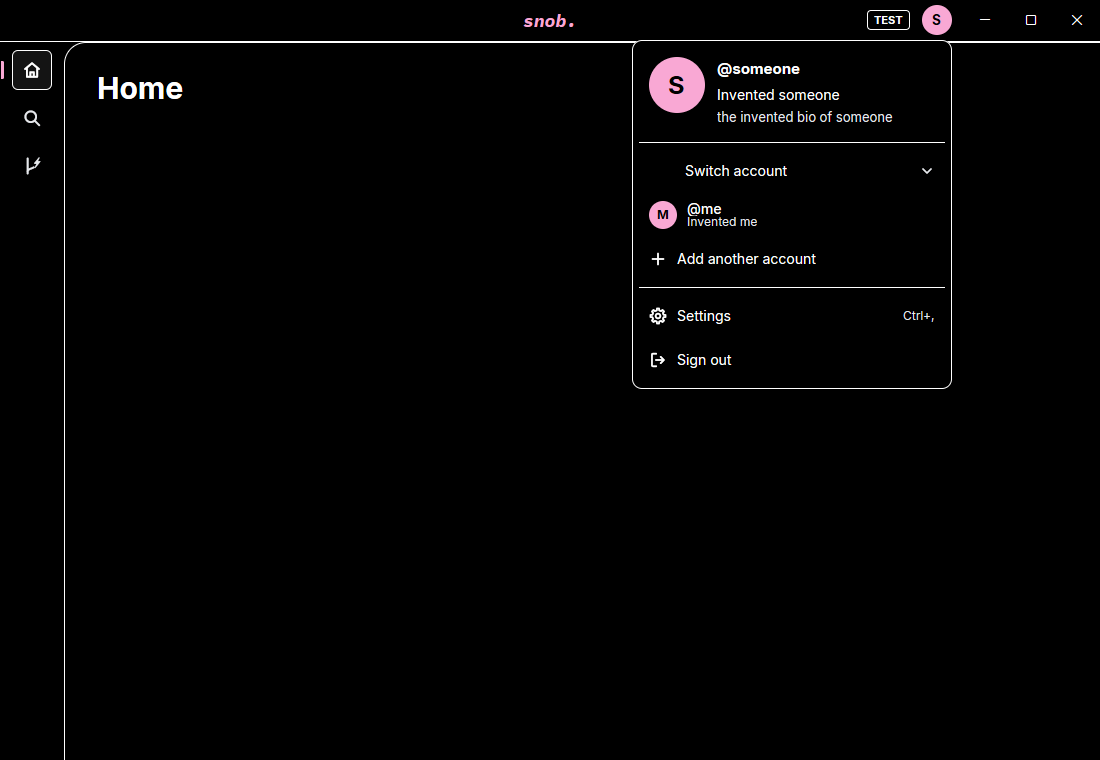 snob.
TEST
S
Home
S
@someone
Invented someone
the invented bio of someone
Switch account
M
@me
Invented me
Add another account
Settings
Ctrl+,
Sign out